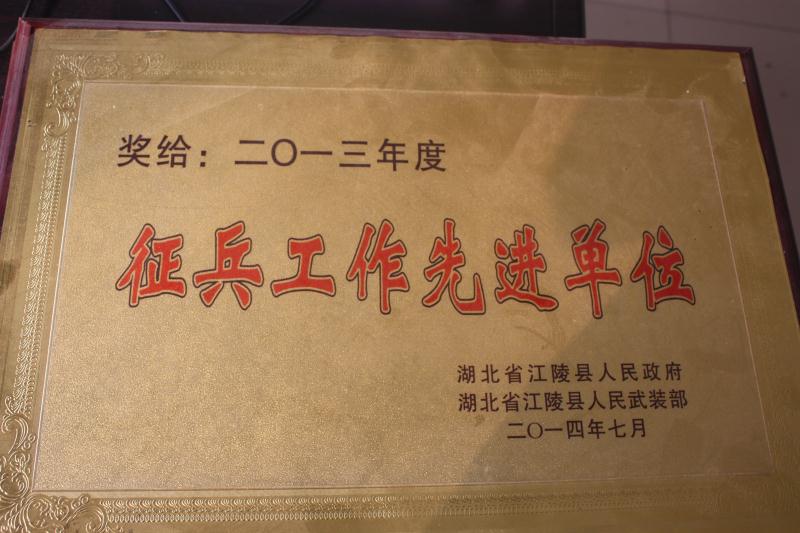 奖给：二〇一三年度
征兵工作先进单位
湖北省江陵县人民政府
湖北省江陵县人民武装部
二〇一四年七月